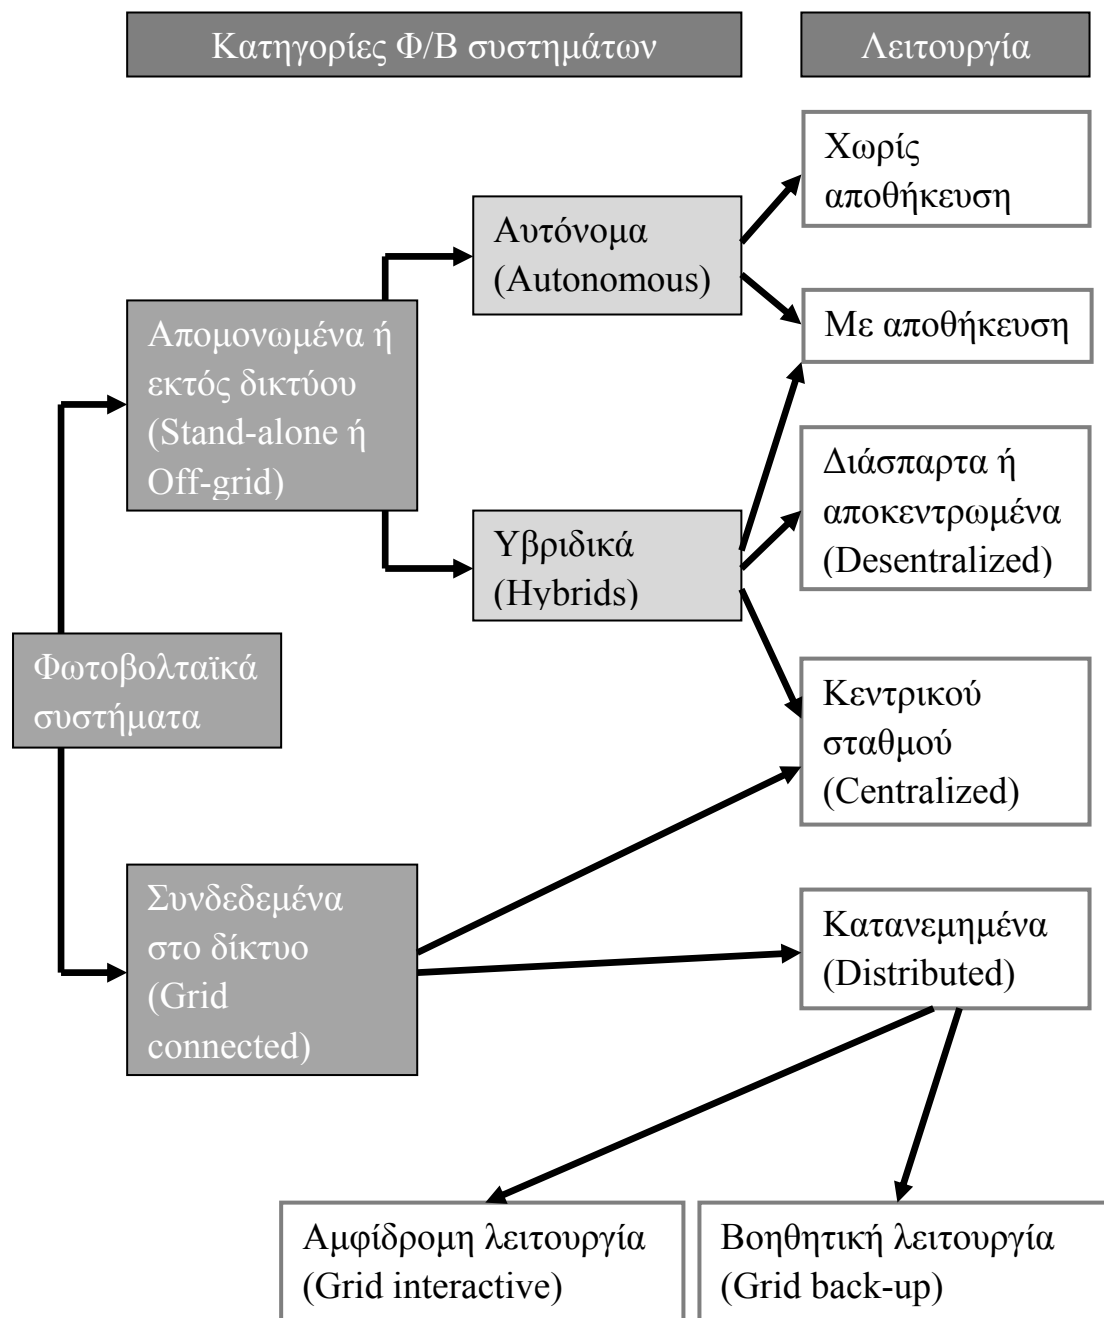 Κατηγορίες Φ/Β συστημάτων
Λειτουργία
Χωρίς
αποθήκευση
Αυτόνομα
(Autonomous)
Με αποθήκευση
Απομονωμένα ή
εκτός δικτύου
(Stand-alone ή
Off-grid)
Διάσπαρτα ή
αποκεντρωμένα
(Desentralized)
Υβριδικά
(Hybrids)
Φωτοβολταϊκά
συστήματα
Κεντρικού
σταθμού
(Centralized)
Συνδεδεμένα
στο δίκτυο
(Grid
connected)
Κατανεμημένα
(Distributed)
Αμφίδρομη λειτουργία
(Grid interactive)
Βοηθητική λειτουργία
(Grid back-up)